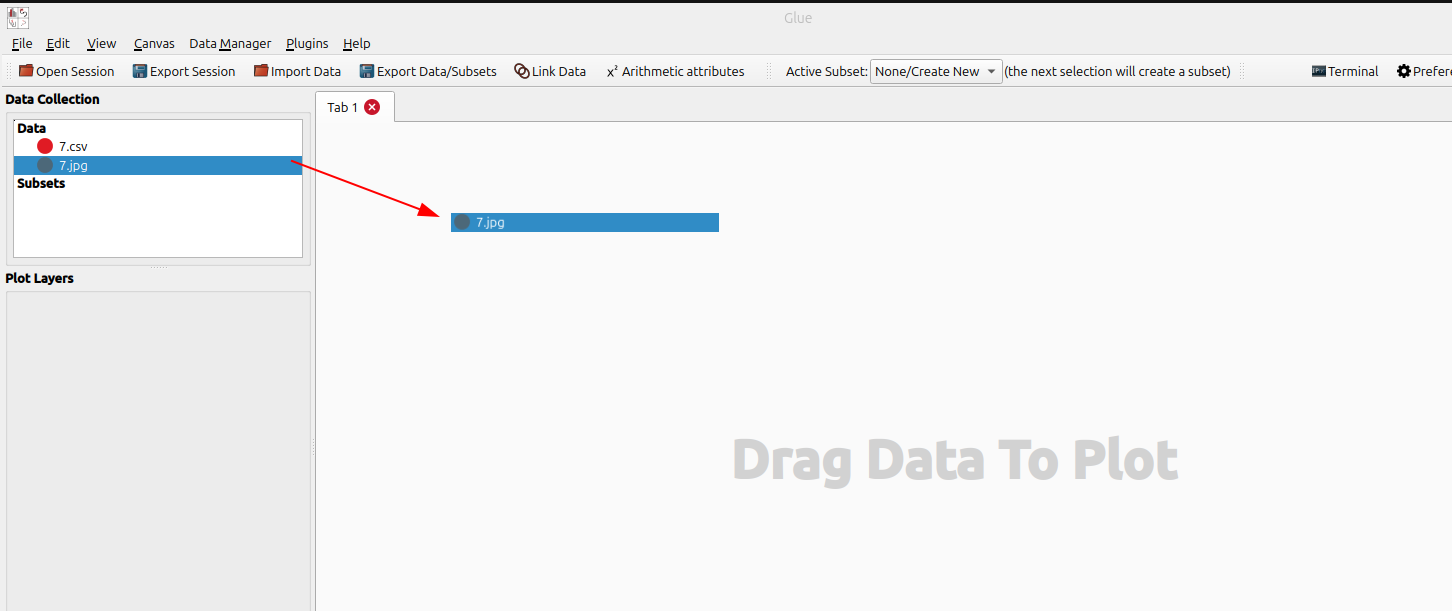 Glue
File Edit View Canvas Data Manager Plugins Help
Open Session Export Session Import Data Export Data/Subsets Link Data x² Arithmetic attributes Active Subset: None/Create New (the next selection will create a subset) Terminal Prefere
Data Collection
Tab 1
Data
7.csv
7.jpg
Subsets
7.jpg
Plot Layers
Drag Data To Plot